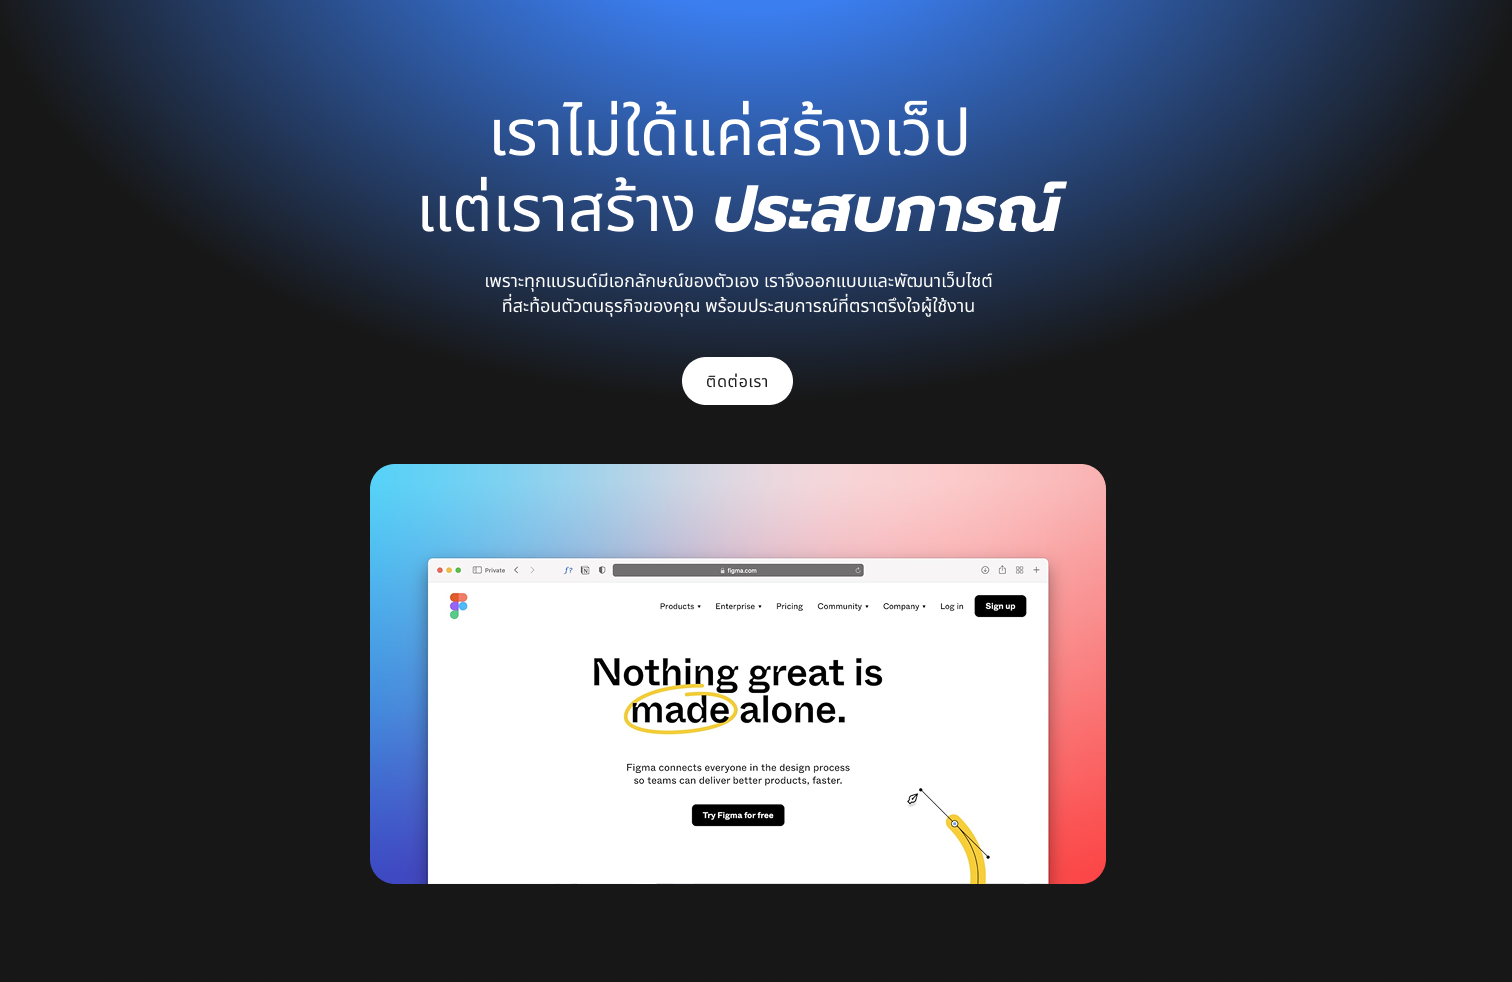 เราไม่ใด้แค่สร้างเว็ป
แต่เราสร้าง ประสบการณ์
เพราะทุกแบรนด์มีเอกลักษณ์ของตัวเอง เราจึงออกแบบและพัฒนาเว็บไซต์
ที่สะท้อนตัวตนธุรกิจของคุณ พร้อมประสบการณ์ที่ตราตรึงใจผู้ใช้งาน
ติดต่อเรา
Private
figma.com
Products Enterprise Pricing Community Company Log in Sign up
Nothing great is
made alone.
Figma connects everyone in the design process
so teams can deliver better products, faster.
Try Figma for free